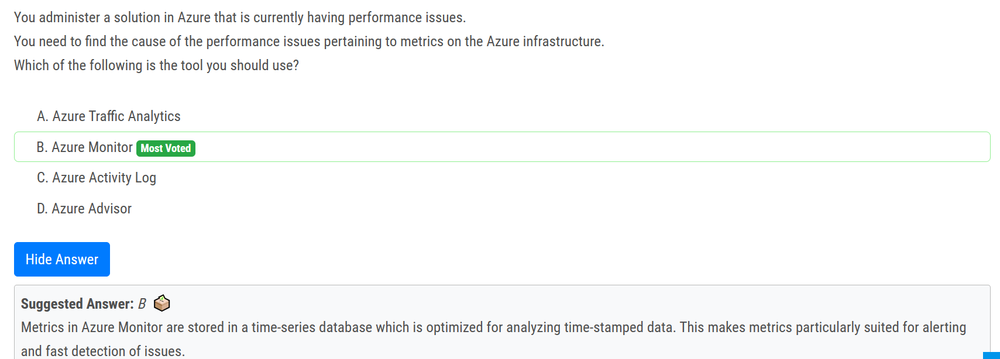 You administer a solution in Azure that is currently having performance issues.
You need to find the cause of the performance issues pertaining to metrics on the Azure infrastructure.
Which of the following is the tool you should use?
A. Azure Traffic Analytics
B. Azure Monitor Most Voted
C. Azure Activity Log
D. Azure Advisor
Hide Answer
Suggested Answer: B
Metrics in Azure Monitor are stored in a time-series database which is optimized for analyzing time-stamped data. This makes metrics particularly suited for alerting
and fast detection of issues.